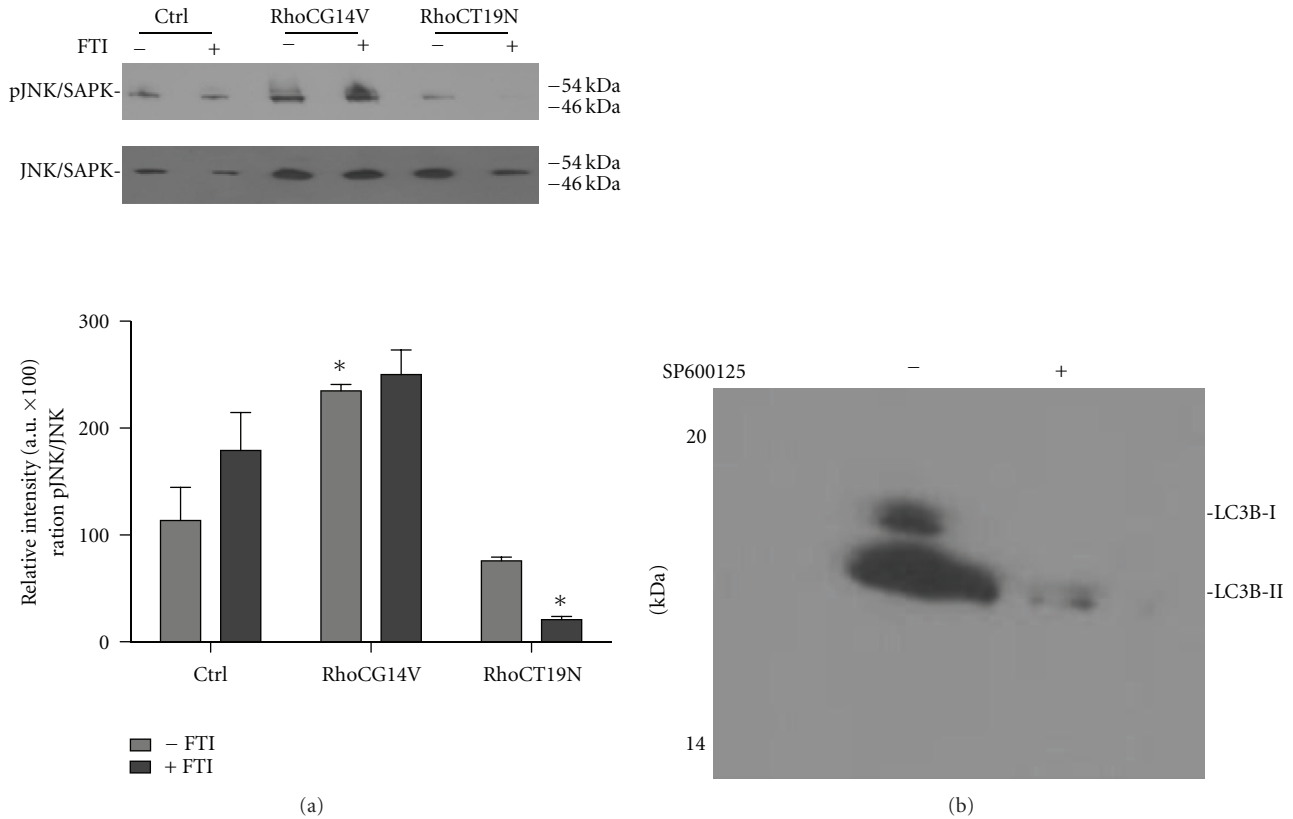 Ctrl RhoCG14V RhoCT19N
FTI − + − + − +
pJNK/SAPK- −54 kDa
−46 kDa
JNK/SAPK- −54 kDa
−46 kDa
Relative intensity (a.u. ×100)
ration pJNK/JNK
300
200
100
0
* *
Ctrl RhoCG14V RhoCT19N
− FTI
+ FTI
(a)
SP600125 − +
20
(kDa)
14
-LC3B-I
-LC3B-II
(b)